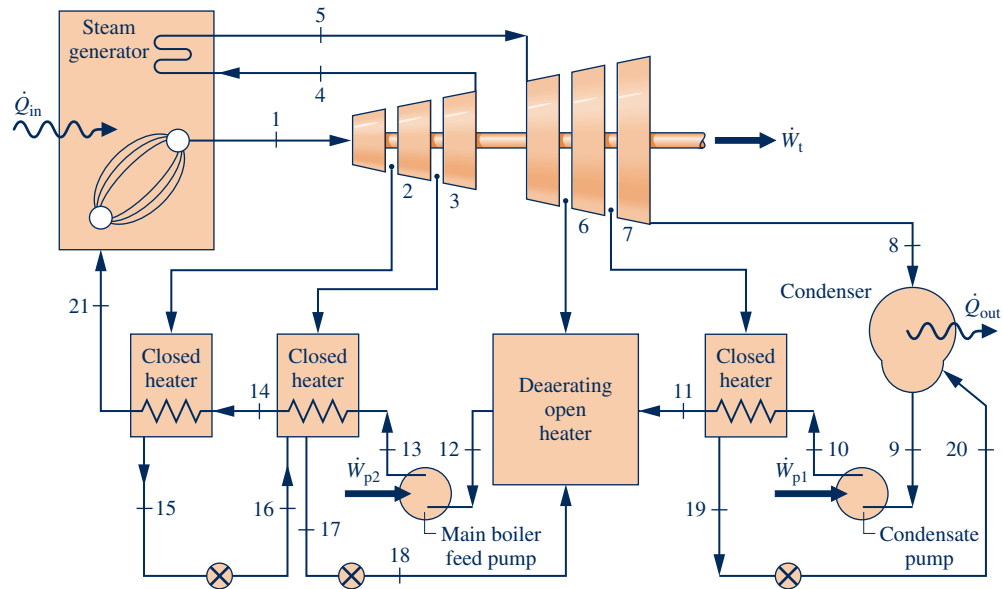 5
Steam
generator
4
Q̇in
1
Ẇt
2
3
6
7
8
Condenser
Q̇out
21
Closed
heater
14
Closed
heater
Deaerating
open
heater
11
Closed
heater
13
12
10
9
20
Ẇp2
Ẇp1
15
16
17
19
Main boiler
feed pump
Condensate
pump
18